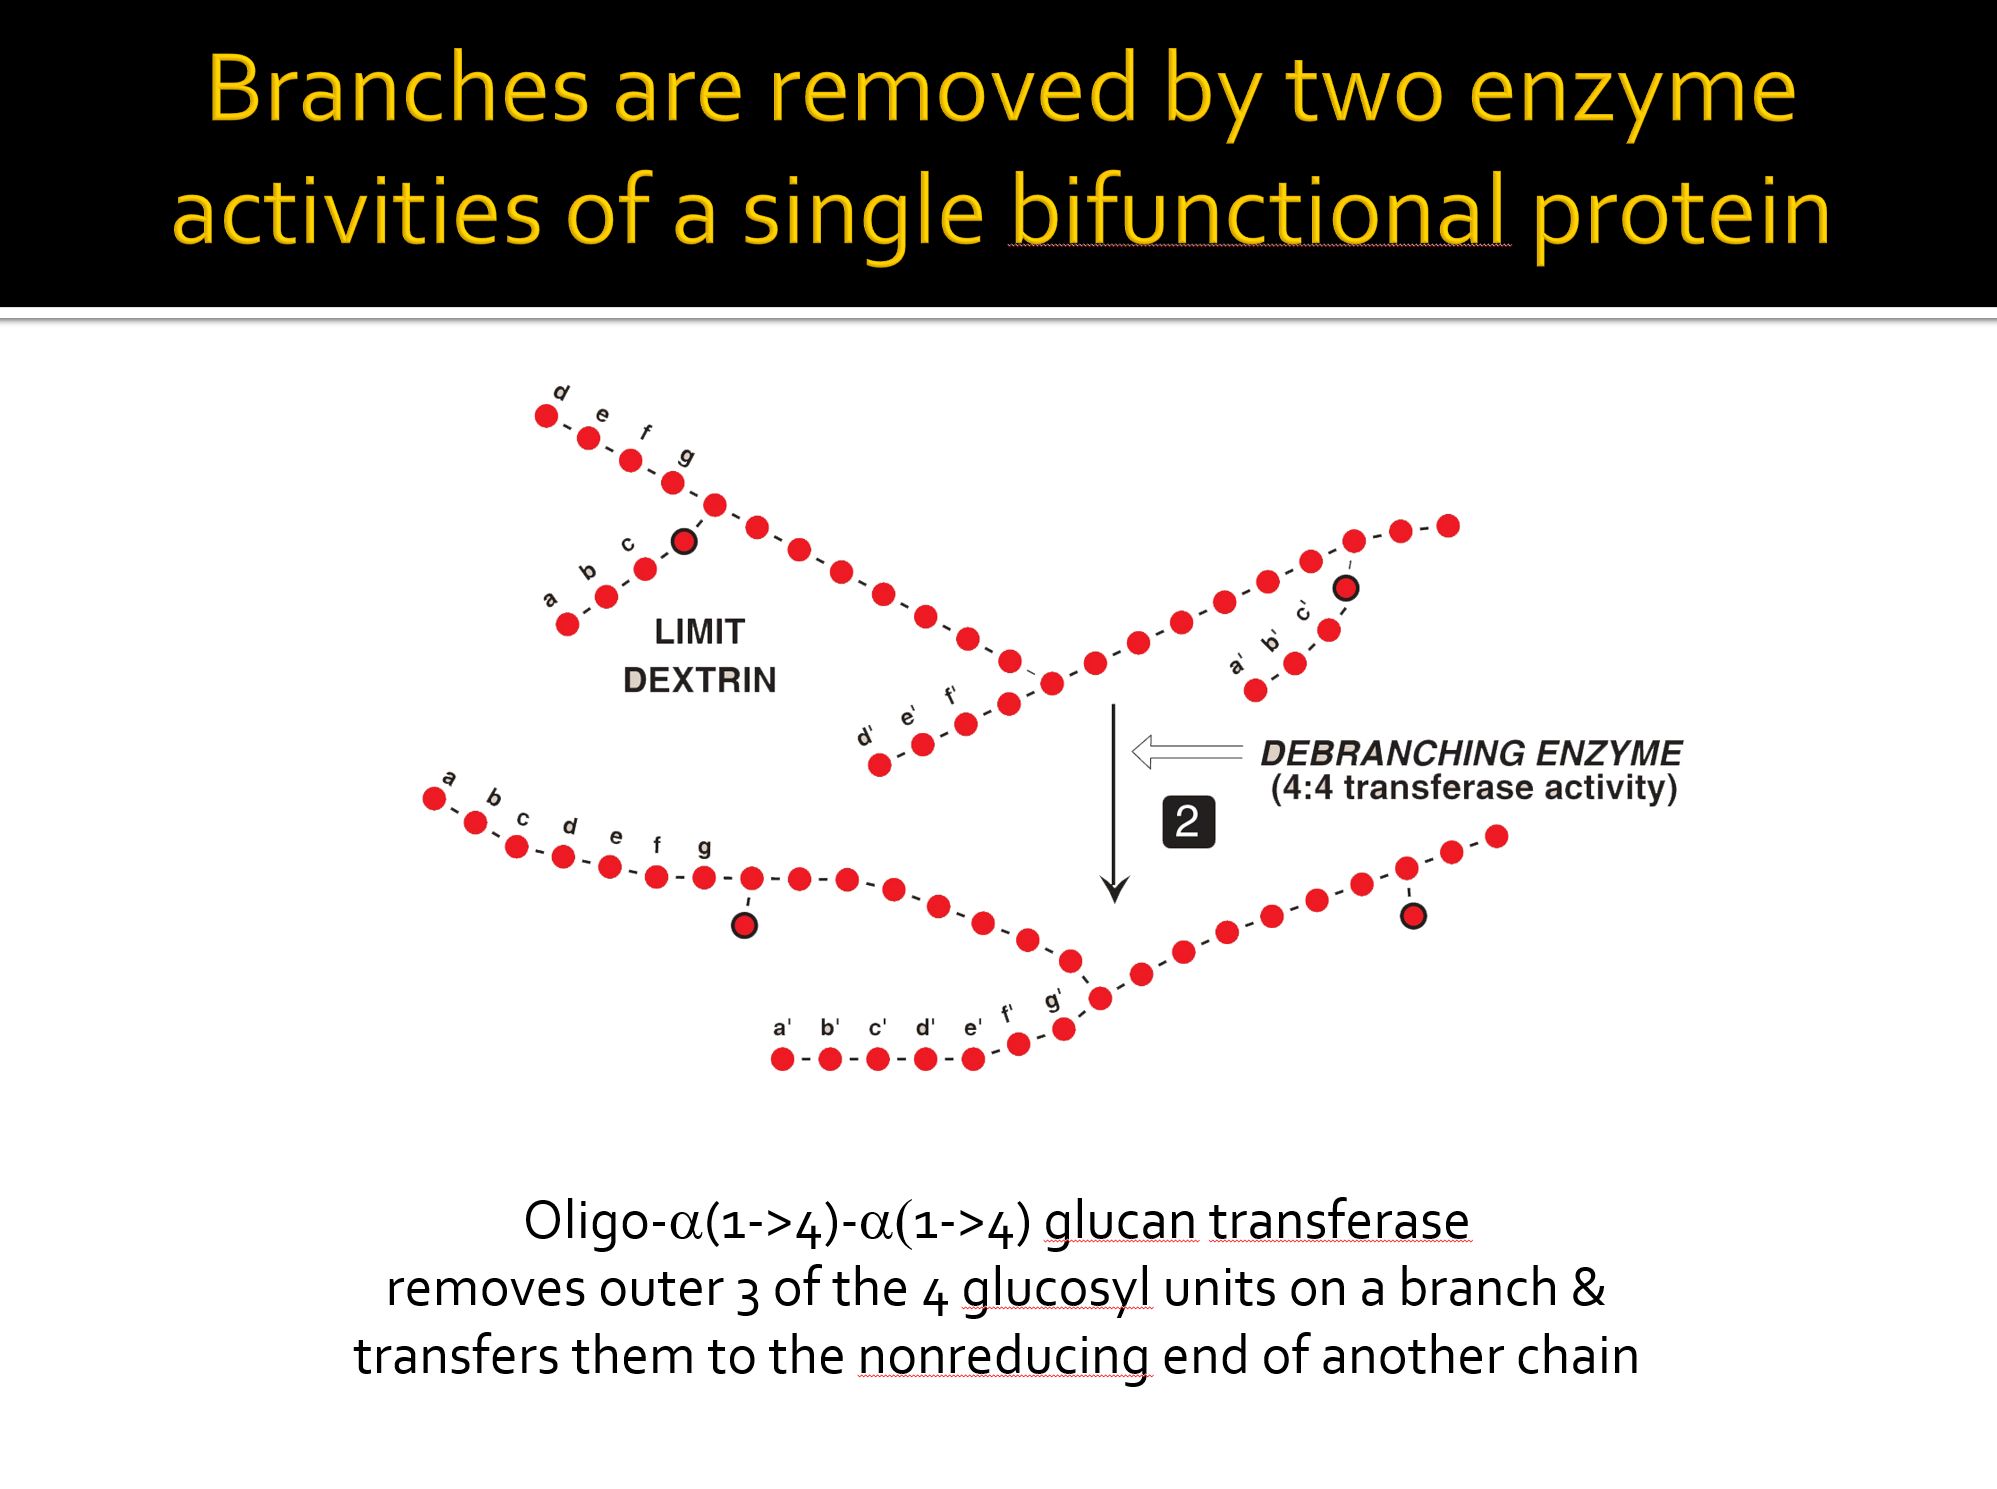 Branches are removed by two enzyme
activities of a single bifunctional protein
d
e
f
g
c
b
a
LIMIT
DEXTRIN
c'
b'
a'
f'
e'
d'
DEBRANCHING ENZYME
(4:4 transferase activity)
2
a
b
c
d
e
f
g
g'
f'
a' b' c' d' e'
Oligo-α(1->4)-α(1->4) glucan transferase
removes outer 3 of the 4 glucosyl units on a branch &
transfers them to the nonreducing end of another chain